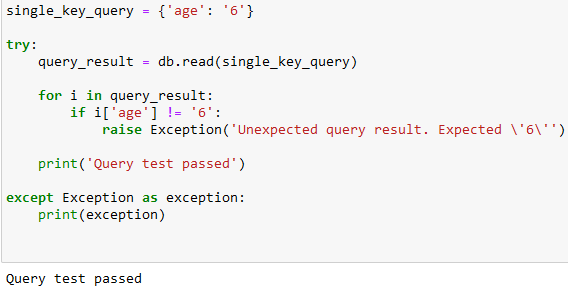 single_key_query = {'age': '6'}
try:
    query_result = db.read(single_key_query)
    for i in query_result:
        if i['age'] != '6':
            raise Exception('Unexpected query result. Expected \'6\'')
    print('Query test passed')
except Exception as exception:
    print(exception)
Query test passed